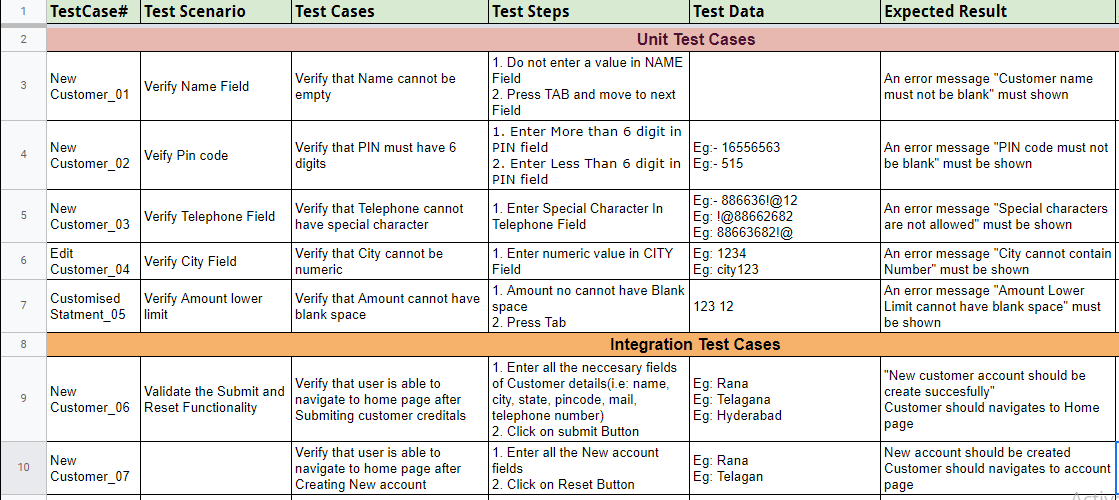 1 TestCase# Test Scenario Test Cases Test Steps Test Data Expected Result
2 Unit Test Cases
3
New
Customer_01
Verify Name Field
Verify that Name cannot be
empty
1. Do not enter a value in NAME
Field
2. Press TAB and move to next
Field
An error message "Customer name
must not be blank" must shown
4
New
Customer_02
Veify Pin code
Verify that PIN must have 6
digits
1. Enter More than 6 digit in
PIN field
2. Enter Less Than 6 digit in
PIN field
Eg:- 16556563
Eg:- 515
An error message "PIN code must not
be blank" must be shown
5
New
Customer_03
Verify Telephone Field
Verify that Telephone cannot
have special character
1. Enter Special Character In
Telephone Field
Eg:- 886636!@12
Eg: !@88662682
Eg: 88663682!@
An error message "Special characters
are not allowed" must be shown
6
Edit
Customer_04
Verify City Field
Verify that City cannot be
numeric
1. Enter numeric value in CITY
Field
Eg: 1234
Eg: city123
An error message "City cannot contain
Number" must be shown
7
Customised
Statment_05
Verify Amount lower
limit
Verify that Amount cannot have
blank space
1. Amount no cannot have Blank
space
2. Press Tab
123 12
An error message "Amount Lower
Limit cannot have blank space" must
be shown
8 Integration Test Cases
9
New
Customer_06
Validate the Submit and
Reset Functionality
Verify that user is able to
navigate to home page after
Submiting customer creditals
1. Enter all the neccesary fields
of Customer details(i.e: name,
city, state, pincode, mail,
telephone number)
2. Click on submit Button
Eg: Rana
Eg: Telagana
Eg: Hyderabad
"New customer account should be
create succesfully"
Customer should navigates to Home
page
10
New
Customer_07
Verify that user is able to
navigate to home page after
Creating New account
1. Enter all the New account
fields
2. Click on Reset Button
Eg: Rana
Eg: Telagan
New account should be created
Customer should navigates to account
page